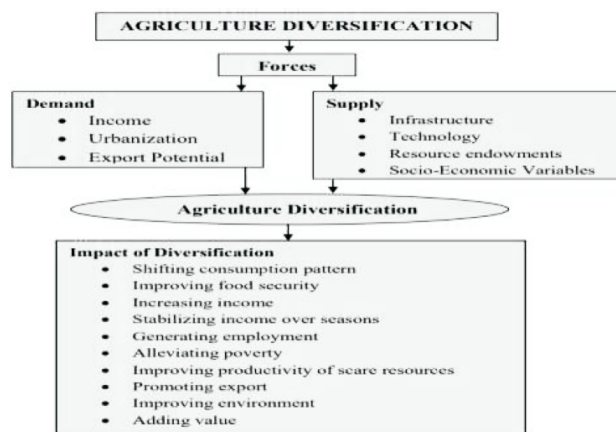 AGRICULTURE DIVERSIFICATION
Forces
Demand
• Income
• Urbanization
• Export Potential
Supply
• Infrastructure
• Technology
• Resource endowments
• Socio-Economic Variables
Agriculture Diversification
Impact of Diversification
• Shifting consumption pattern
• Improving food security
• Increasing income
• Stabilizing income over seasons
• Generating employment
• Alleviating poverty
• Improving productivity of scare resources
• Promoting export
• Improving environment
• Adding value